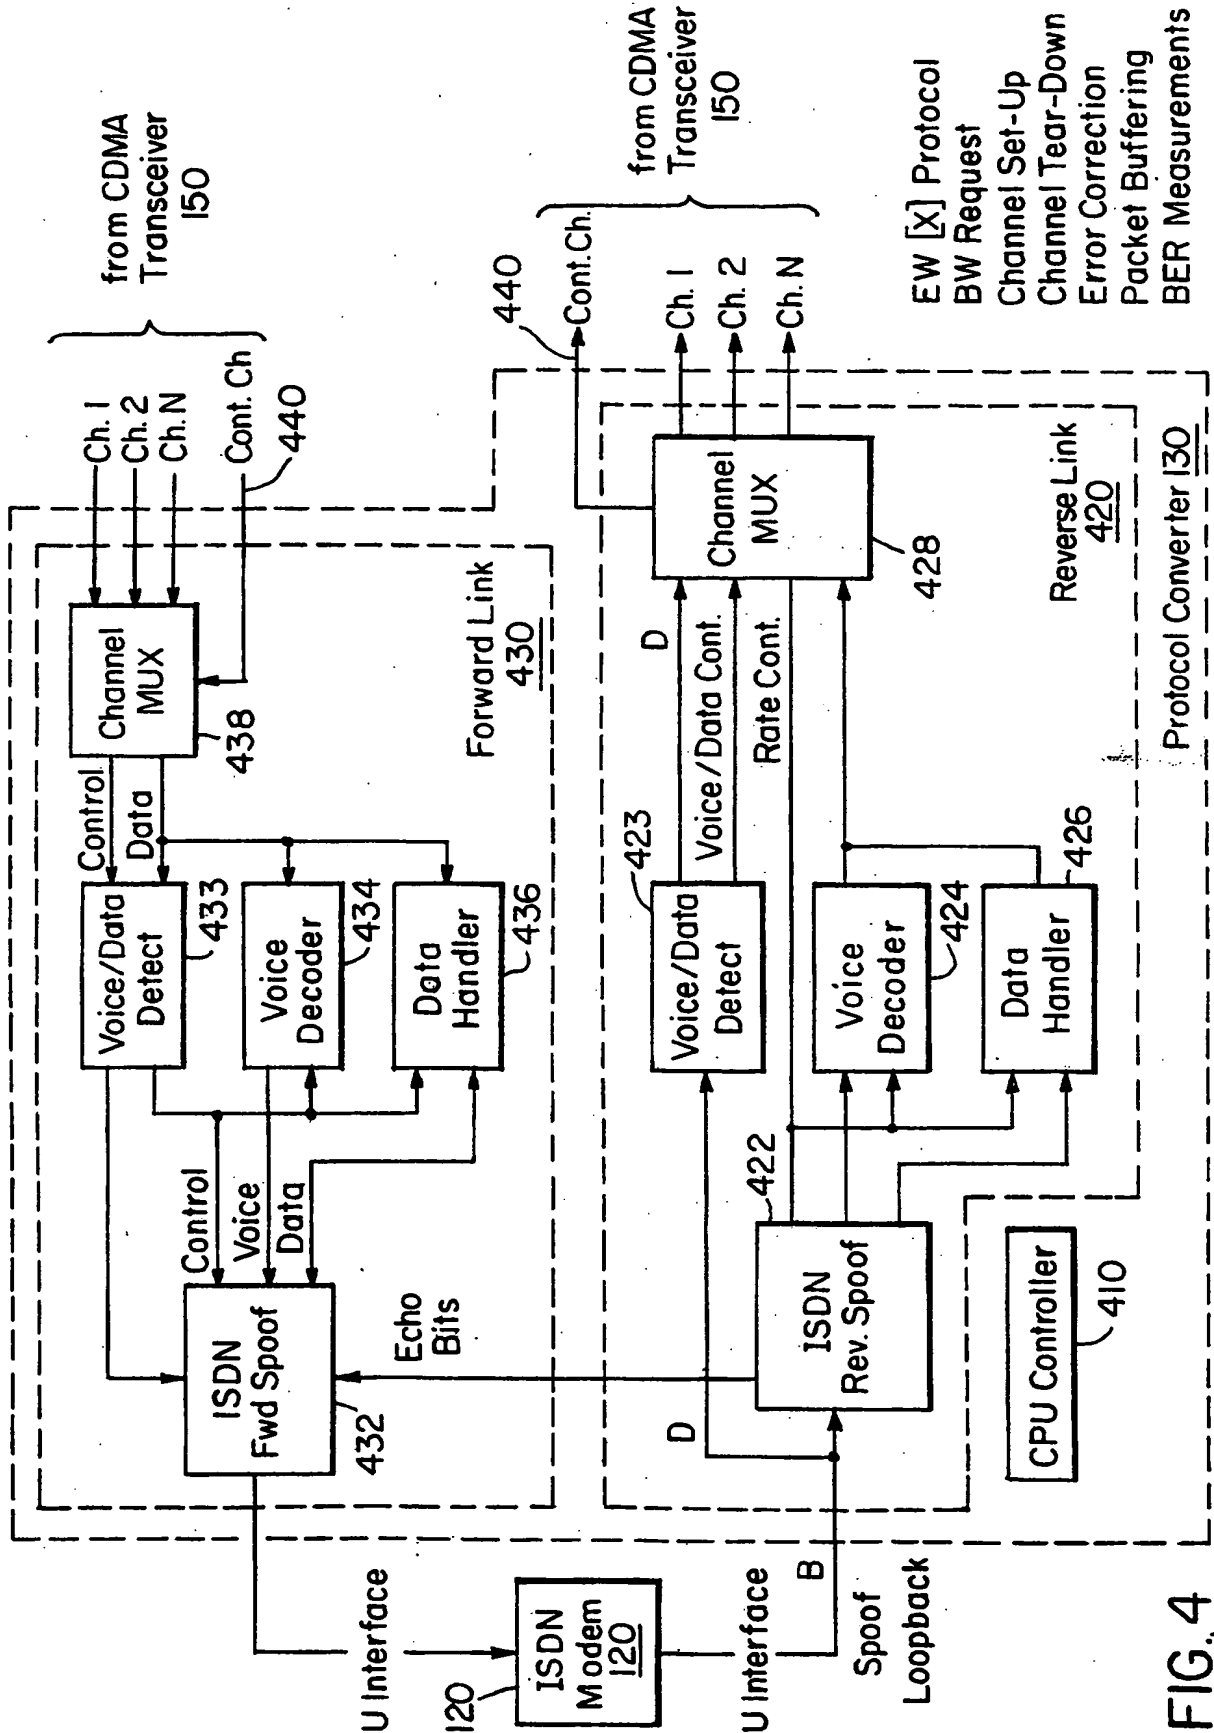 from CDMA
Transceiver
150
Ch. 1
Ch. 2
Ch. N
Cont. Ch
440
Channel
MUX
438
Control
Data
Voice/Data
Detect
433
Voice
Decoder
434
Data
Handler
436
Forward Link
430
Control
Voice
Data
ISDN
Fwd Spoof
432
Echo
Bits
U Interface
120
ISDN
Modem
120
U Interface
B
Spoof
Loopback
D
ISDN
Rev. Spoof
422
Voice/Data
Detect
423
D
Voice/Data Cont.
Rate Cont.
Voice
Decoder
424
Data
Handler
426
Channel
MUX
428
Reverse Link
420
440
Cont. Ch.
Ch. 1
Ch. 2
Ch. N
from CDMA
Transceiver
150
CPU Controller
410
Protocol Converter 130
EW [X] Protocol
BW Request
Channel Set-Up
Channel Tear-Down
Error Correction
Packet Buffering
BER Measurements
FIG. 4